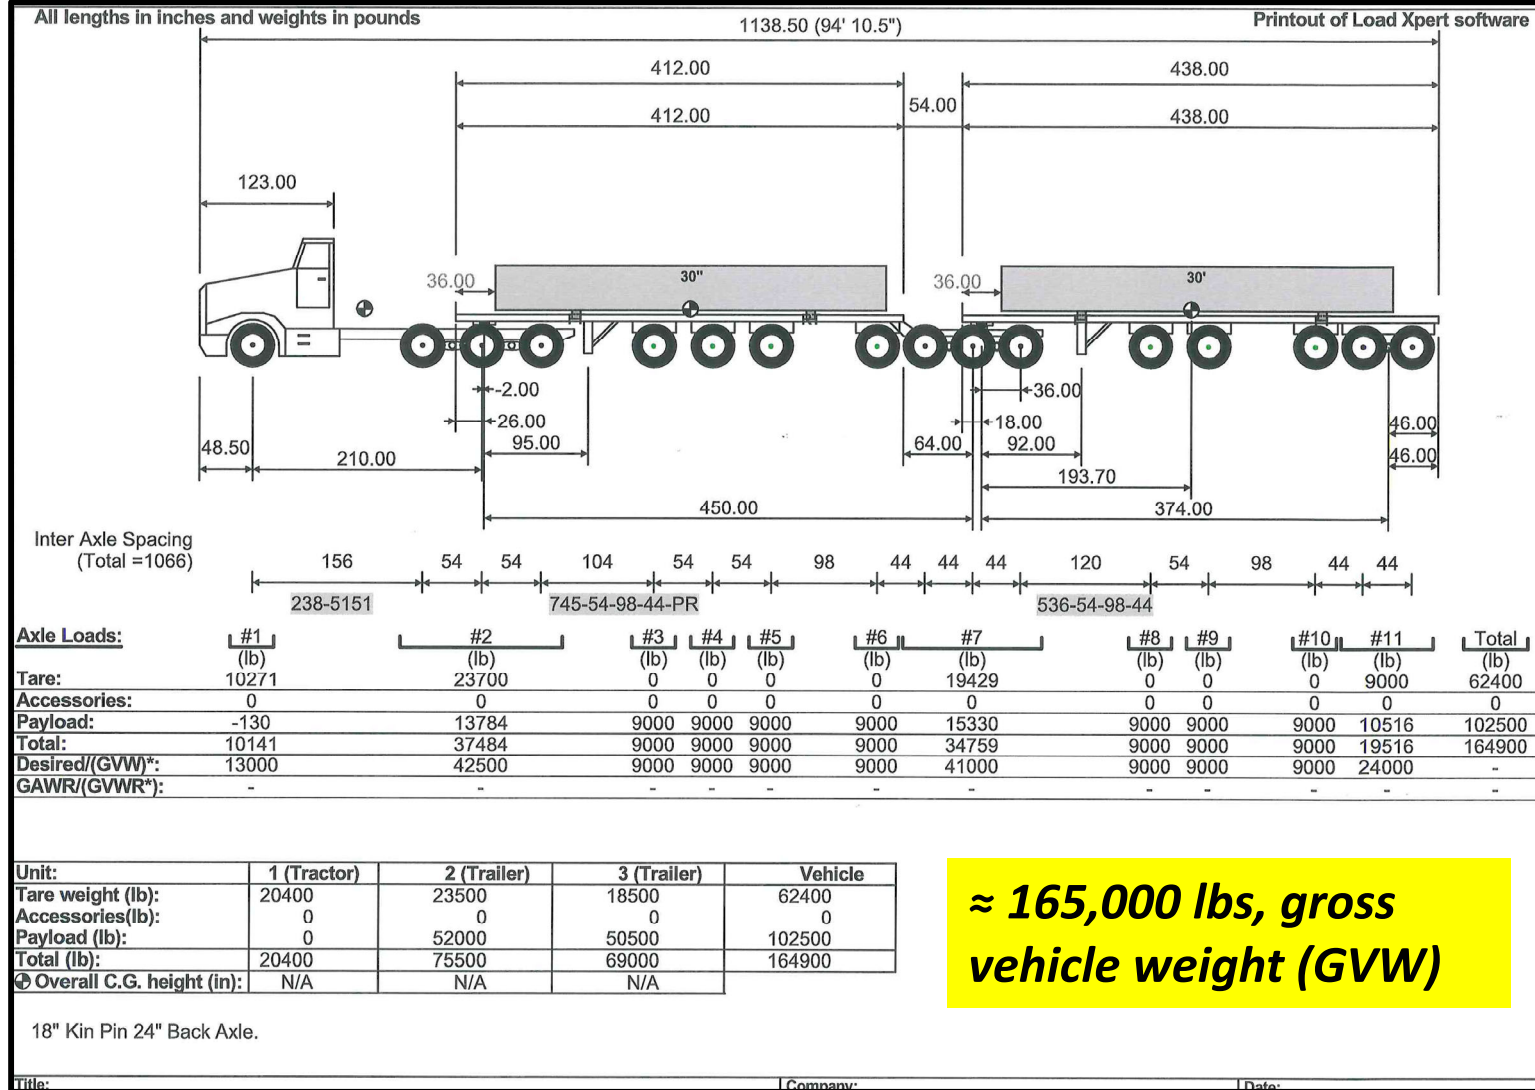 All lengths in inches and weights in pounds
Printout of Load Xpert software
1138.50 (94' 10.5")
412.00
438.00
54.00
412.00
438.00
123.00
36.00
30"
36.00
30'
-2.00
36.00
26.00
18.00
46.00
48.50
95.00
64.00
92.00
46.00
210.00
193.70
450.00
374.00
Inter Axle Spacing
(Total =1066)
156 54 54 104 54 54 98 44 44 44 120 54 98 44 44
238-5151 745-54-98-44-PR 536-54-98-44
Axle Loads: #1 #2 #3 #4 #5 #6 #7 #8 #9 #10 #11 Total
(lb) (lb) (lb) (lb) (lb) (lb) (lb) (lb) (lb) (lb) (lb) (lb)
Tare: 10271 23700 0 0 0 0 19429 0 0 0 9000 62400
Accessories: 0 0 0 0 0 0 0 0 0 0 0 0
Payload: -130 13784 9000 9000 9000 9000 15330 9000 9000 9000 10516 102500
Total: 10141 37484 9000 9000 9000 9000 34759 9000 9000 9000 19516 164900
Desired/(GVW)*: 13000 42500 9000 9000 9000 9000 41000 9000 9000 9000 24000 -
GAWR/(GVWR*): - - - - - - - - - - - -
Unit: 1 (Tractor) 2 (Trailer) 3 (Trailer) Vehicle
Tare weight (lb): 20400 23500 18500 62400
Accessories(lb): 0 0 0 0
Payload (lb): 0 52000 50500 102500
Total (lb): 20400 75500 69000 164900
Overall C.G. height (in): N/A N/A N/A
≈ 165,000 lbs, gross
vehicle weight (GVW)
18" Kin Pin 24" Back Axle.
Title: Company: Date: